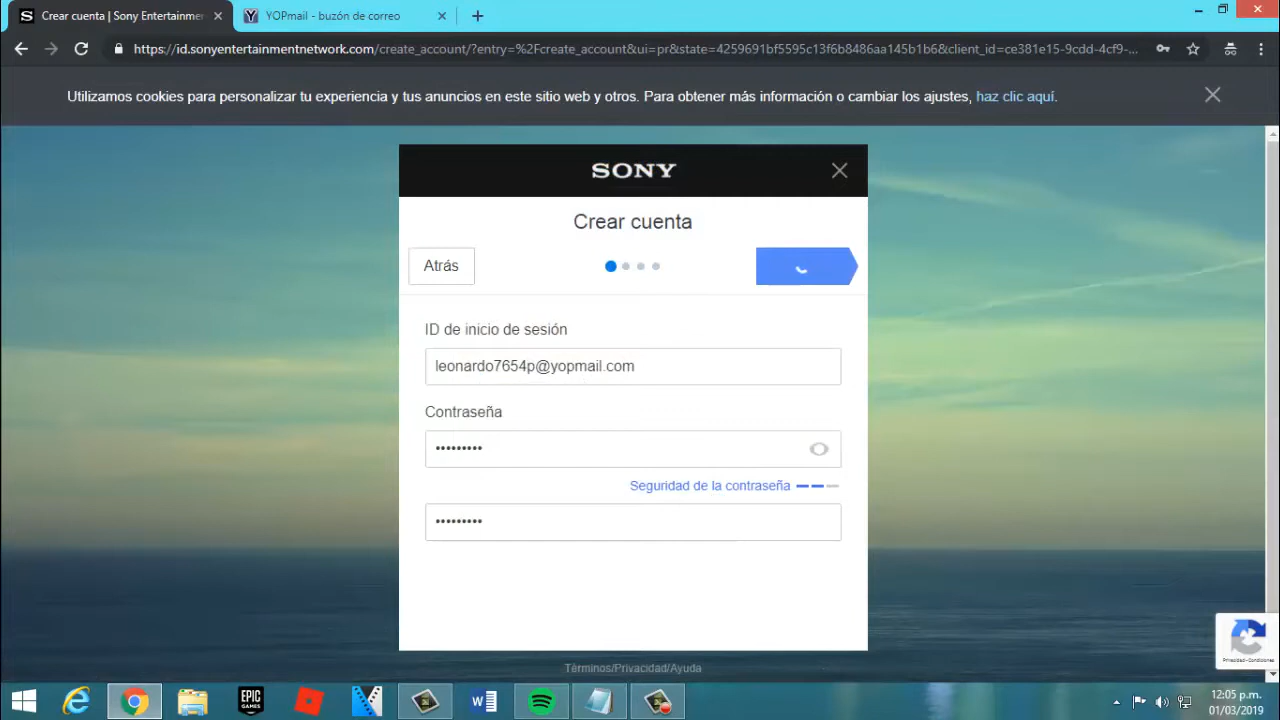 Crear cuenta | Sony Entertainmer
YOPmail - buzón de correo
https://id.sonyentertainmentnetwork.com/create_account/?entry=%2Fcreate_account&ui=pr&state=4259691bf5595c13f6b8486aa145b1b6&client_id=ce381e15-9cdd-4cf9-...
Utilizamos cookies para personalizar tu experiencia y tus anuncios en este sitio web y otros. Para obtener más información o cambiar los ajustes, haz clic aquí.
SONY
Crear cuenta
Atrás
ID de inicio de sesión
leonardo7654p@yopmail.com
Contraseña
•••••••••
Seguridad de la contraseña
•••••••••
Términos/Privacidad/Ayuda
Privacidad-Condiciones
EPIC
GAMES
12:05 p.m.
01/03/2019